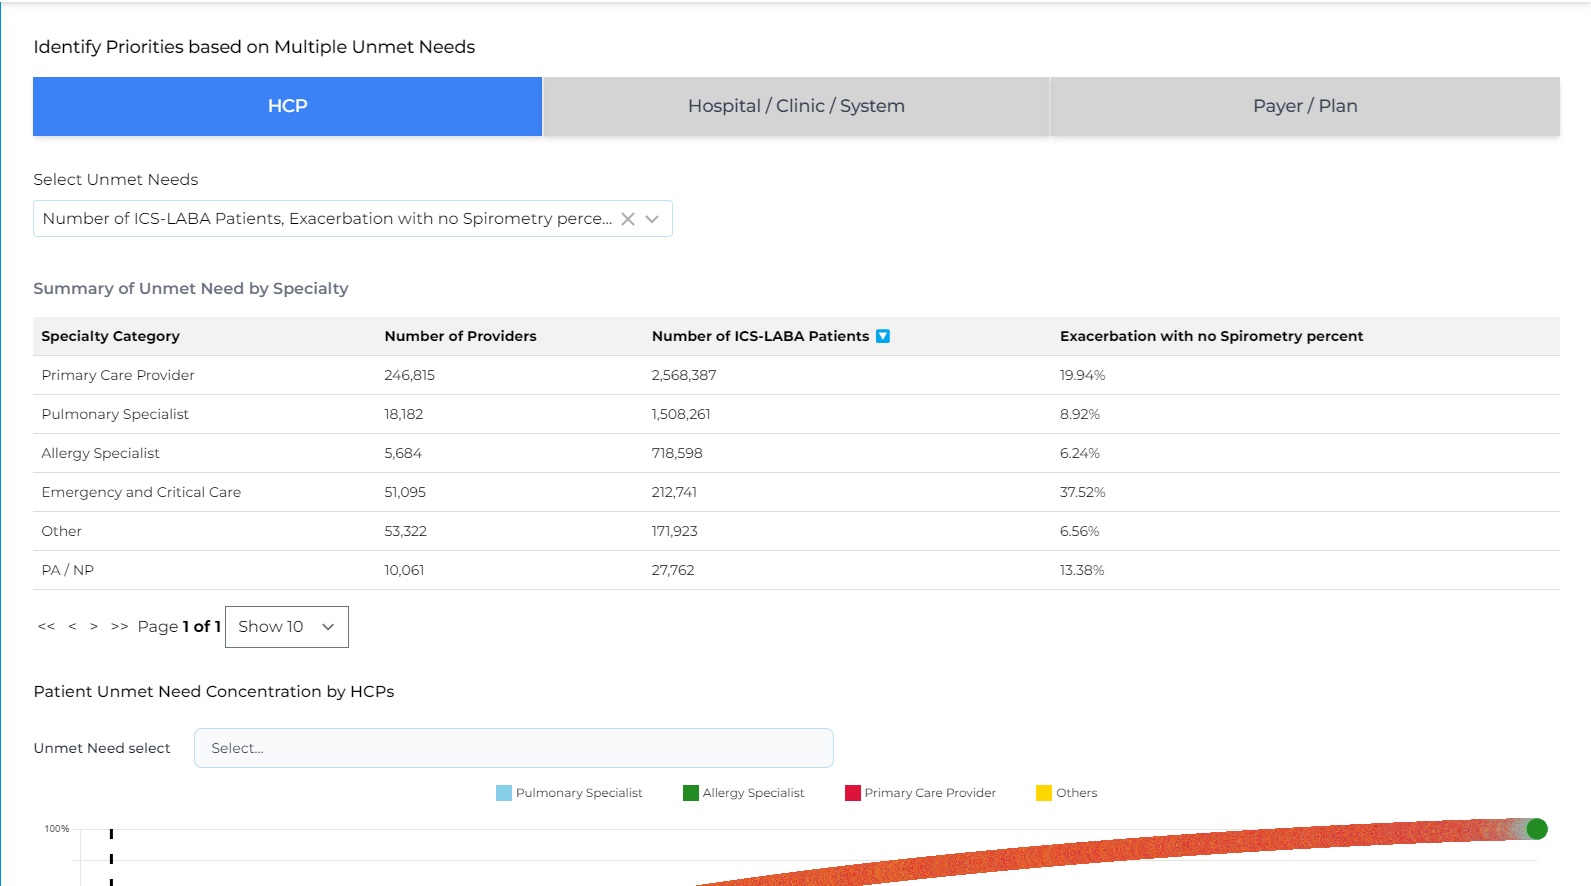 Identify Priorities based on Multiple Unmet Needs
HCP Hospital / Clinic / System Payer / Plan
Select Unmet Needs
Number of ICS-LABA Patients, Exacerbation with no Spirometry perce...
Summary of Unmet Need by Specialty
Specialty Category Number of Providers Number of ICS-LABA Patients Exacerbation with no Spirometry percent
Primary Care Provider 246,815 2,568,387 19.94%
Pulmonary Specialist 18,182 1,508,261 8.92%
Allergy Specialist 5,684 718,598 6.24%
Emergency and Critical Care 51,095 212,741 37.52%
Other 53,322 171,923 6.56%
PA / NP 10,061 27,762 13.38%
<< < > >> Page 1 of 1 Show 10
Patient Unmet Need Concentration by HCPs
Unmet Need select Select...
Pulmonary Specialist Allergy Specialist Primary Care Provider Others
100%